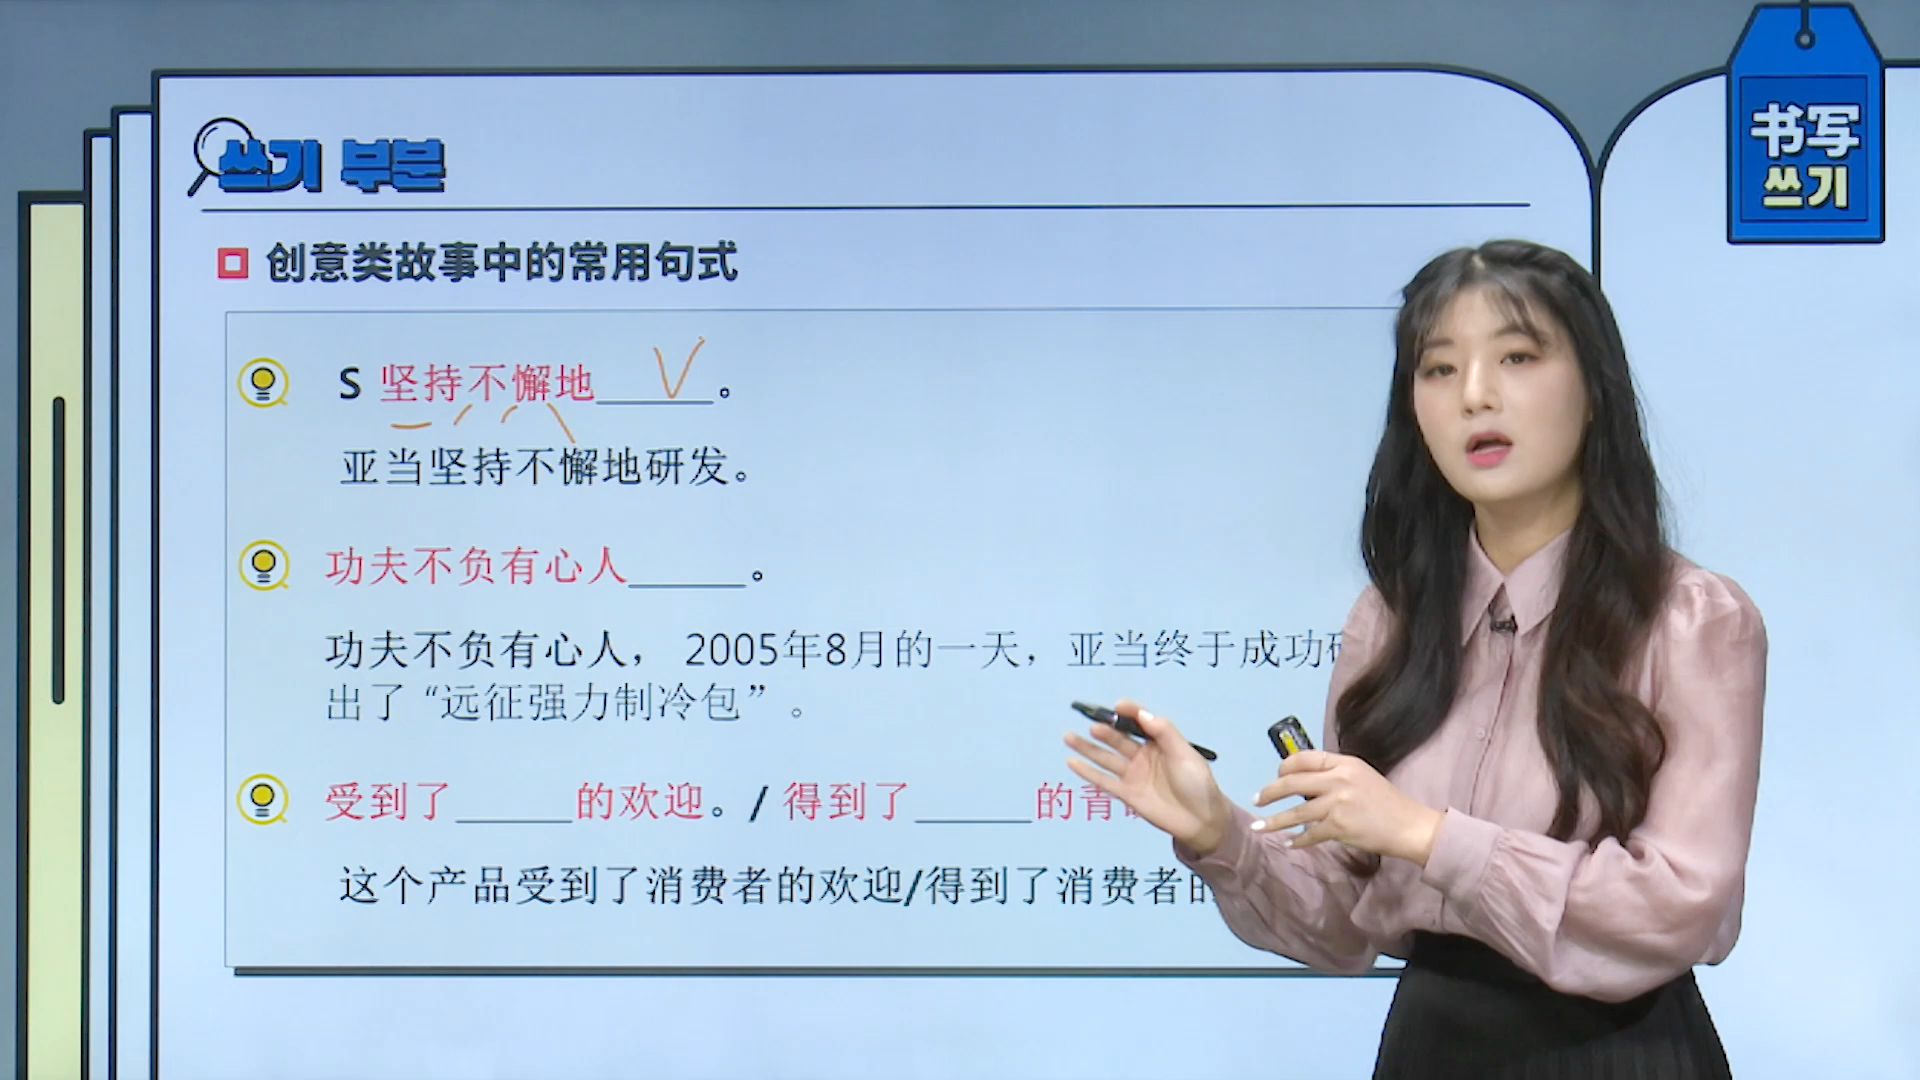 쓰기 부분
书写
쓰기
创意类故事中的常用句式
S 坚持不懈地______。
V
亚当坚持不懈地研发。
功夫不负有心人______。
功夫不负有心人， 2005年8月的一天，亚当终于成功
出了“远征强力制冷包”。
受到了______的欢迎。/ 得到了______的青
这个产品受到了消费者的欢迎/得到了消费者的